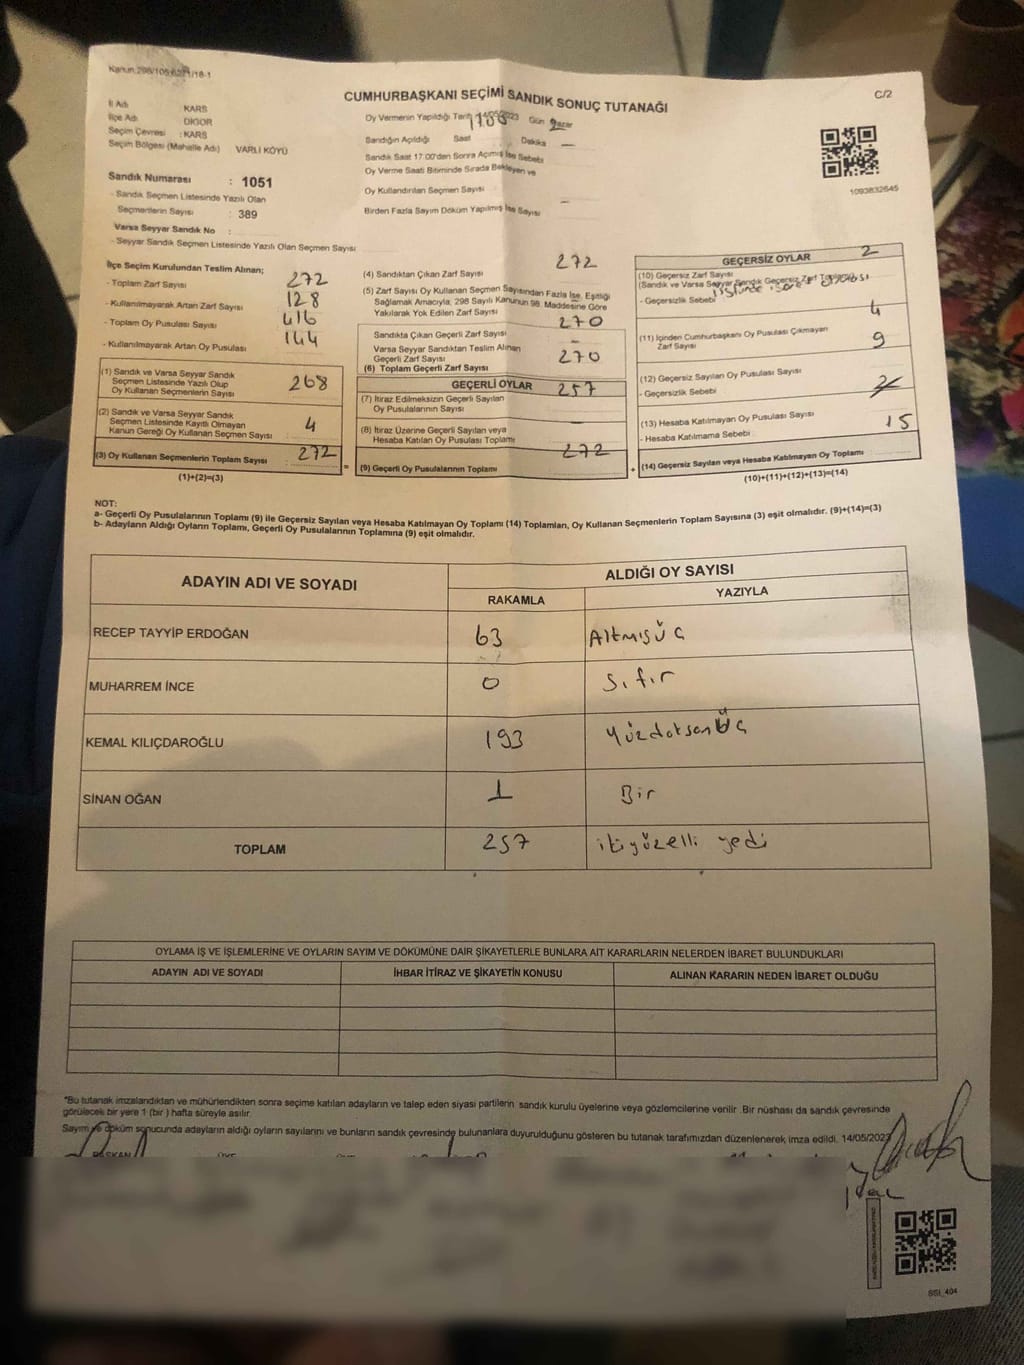 Kanun:298/105,6271/18-1
CUMHURBAŞKANI SEÇİMİ SANDIK SONUÇ TUTANAĞI
C/2
İl Adı KARS
İlçe Adı DİGOR
Seçim Çevresi : KARS
Seçim Bölgesi (Mahalle Adı) VARLI KÖYÜ
Sandık Numarası : 1051
- Sandık Seçmen Listesinde Yazılı Olan
Seçmenlerin Sayısı : 389
Varsa Seyyar Sandık No :
- Seyyar Sandık Seçmen Listesinde Yazılı Olan Seçmen Sayısı
Oy Vermenin Yapıldığı Tarih 14/05/2023 Gün Pazar
Sandığın Açıldığı Saat 1700 Dakika —
Sandık Saat 17:00'den Sonra Açılmış İse Sebebi
Oy Verme Saati Bitiminde Sırada Bekleyen ve
Oy Kullandırılan Seçmen Sayısı
Birden Fazla Sayım Döküm Yapılmış İse Sayısı —
1093832645
İlçe Seçim Kurulundan Teslim Alınan;
- Toplam Zarf Sayısı 272
- Kullanılmayarak Artan Zarf Sayısı 128
- Toplam Oy Pusulası Sayısı 416
- Kullanılmayarak Artan Oy Pusulası 144
(1) Sandık ve Varsa Seyyar Sandık
Seçmen Listesinde Yazılı Olup
Oy Kullanan Seçmenlerin Sayısı 268
(2) Sandık ve Varsa Seyyar Sandık
Seçmen Listesinde Kayıtlı Olmayan
Kanun Gereği Oy Kullanan Seçmen Sayısı 4
(3) Oy Kullanan Seçmenlerin Toplam Sayısı 272
(1)+(2)=(3)
=
(4) Sandıktan Çıkan Zarf Sayısı 272
(5) Zarf Sayısı Oy Kullanan Seçmen Sayısından Fazla İse, Eşitliği
Sağlamak Amacıyla, 298 Sayılı Kanunun 98. Maddesine Göre
Yakılarak Yok Edilen Zarf Sayısı —
Sandıkta Çıkan Geçerli Zarf Sayısı 270
Varsa Seyyar Sandıktan Teslim Alınan
Geçerli Zarf Sayısı —
(6) Toplam Geçerli Zarf Sayısı 270
GEÇERLİ OYLAR
(7) İtiraz Edilmeksizin Geçerli Sayılan
Oy Pusulalarının Sayısı 257
(8) İtiraz Üzerine Geçerli Sayılan veya
Hesaba Katılan Oy Pusulası Toplamı —
(9) Geçerli Oy Pusulalarının Toplamı 272
+
GEÇERSİZ OYLAR
(10) Geçersiz Zarf Sayısı 2
(Sandık ve Varsa Seyyar Sandık Geçersiz Zarf Toplamı)
- Geçersizlik Sebebi üstünde işaret
(11) İçinden Cumhurbaşkanı Oy Pusulası Çıkmayan
Zarf Sayısı 4
(12) Geçersiz Sayılan Oy Pusulası Sayısı 9
- Geçersizlik Sebebi
(13) Hesaba Katılmayan Oy Pusulası Sayısı
- Hesaba Katılmama Sebebi
(14) Geçersiz Sayılan veya Hesaba Katılmayan Oy Toplamı 15
(10)+(11)+(12)+(13)=(14)
NOT:
a- Geçerli Oy Pusulalarının Toplamı (9) ile Geçersiz Sayılan veya Hesaba Katılmayan Oy Toplamı (14) Toplamları, Oy Kullanan Seçmenlerin Toplam Sayısına (3) eşit olmalıdır. (9)+(14)=(3)
b- Adayların Aldığı Oyların Toplamı, Geçerli Oy Pusulalarının Toplamına (9) eşit olmalıdır.
ADAYIN ADI VE SOYADI ALDIĞI OY SAYISI
RAKAMLA YAZIYLA
RECEP TAYYİP ERDOĞAN 63 Altmışüç
MUHARREM İNCE 0 Sıfır
KEMAL KILIÇDAROĞLU 193 Yüzdoksanüç
SİNAN OĞAN 1 Bir
TOPLAM 257 ikiyüzelli yedi
OYLAMA İŞ VE İŞLEMLERİNE VE OYLARIN SAYIM VE DÖKÜMÜNE DAİR ŞİKAYETLERLE BUNLARA AİT KARARLARIN NELERDEN İBARET BULUNDUKLARI
ADAYIN ADI VE SOYADI İHBAR İTİRAZ VE ŞİKAYETİN KONUSU ALINAN KARARIN NEDEN İBARET OLDUĞU
*Bu tutanak imzalandıktan ve mühürlendikten sonra seçime katılan adayların ve talep eden siyasi partilerin sandık kurulu üyelerine veya gözlemcilerine verilir .Bir nüshası da sandık çevresinde
görülecek bir yere 1 (bir ) hafta süreyle asılır.
Sayım ve döküm sonucunda adayların aldığı oyların sayılarını ve bunların sandık çevresinde bulunanlara duyurulduğunu gösteren bu tutanak tarafımızdan düzenlenerek imza edildi. 14/05/2023
BAŞKAN ÜYE ÜYE
SSI_404